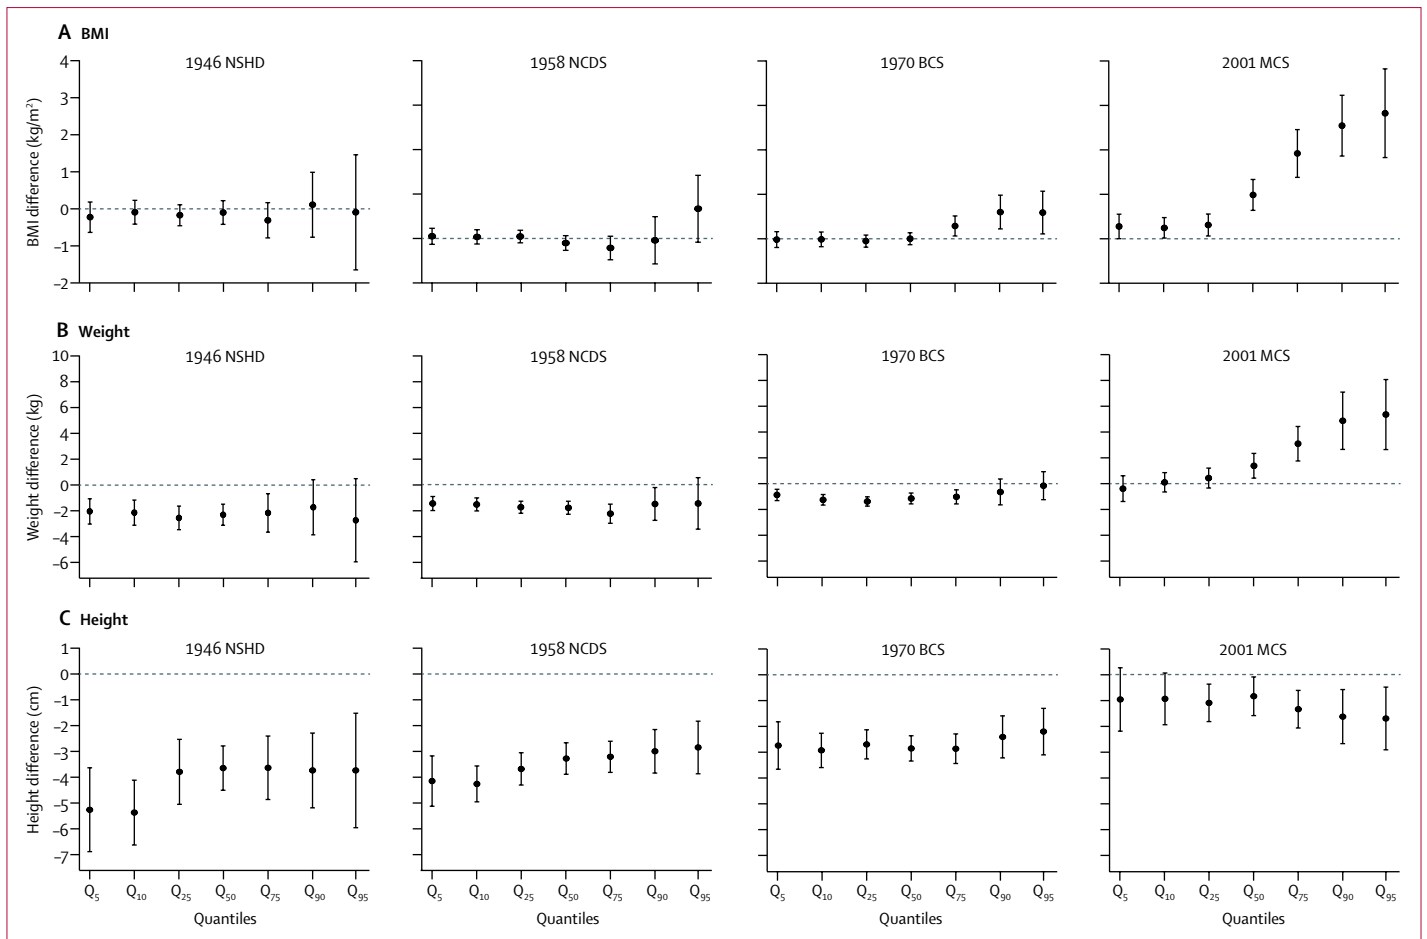 A BMI
1946 NSHD
1958 NCDS
1970 BCS
2001 MCS
BMI difference (kg/m²)
4
3
2
1
0
–1
–2
B Weight
1946 NSHD
1958 NCDS
1970 BCS
2001 MCS
Weight difference (kg)
10
8
6
4
2
0
–2
–4
–6
C Height
1946 NSHD
1958 NCDS
1970 BCS
2001 MCS
Height difference (cm)
1
0
–1
–2
–3
–4
–5
–6
–7
Q₅ Q₁₀ Q₂₅ Q₅₀ Q₇₅ Q₉₀ Q₉₅
Quantiles
Q₅ Q₁₀ Q₂₅ Q₅₀ Q₇₅ Q₉₀ Q₉₅
Quantiles
Q₅ Q₁₀ Q₂₅ Q₅₀ Q₇₅ Q₉₀ Q₉₅
Quantiles
Q₅ Q₁₀ Q₂₅ Q₅₀ Q₇₅ Q₉₀ Q₉₅
Quantiles